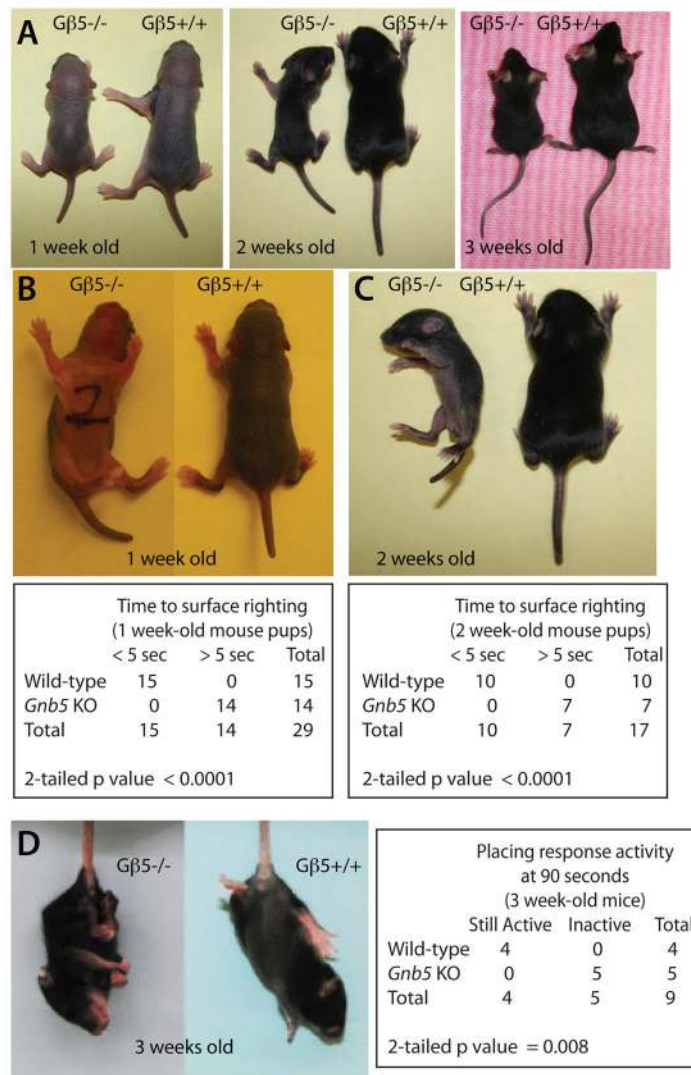 A
Gβ5-/- Gβ5+/+
1 week old
Gβ5-/- Gβ5+/+
2 weeks old
Gβ5-/- Gβ5+/+
3 weeks old
B
Gβ5-/- Gβ5+/+
2
1 week old
C
Gβ5-/- Gβ5+/+
2 weeks old
Time to surface righting
(1 week-old mouse pups)
< 5 sec > 5 sec Total
Wild-type 15 0 15
Gnb5 KO 0 14 14
Total 15 14 29
2-tailed p value < 0.0001
Time to surface righting
(2 week-old mouse pups)
< 5 sec > 5 sec Total
Wild-type 10 0 10
Gnb5 KO 0 7 7
Total 10 7 17
2-tailed p value < 0.0001
D
Gβ5-/- Gβ5+/+
3 weeks old
Placing response activity
at 90 seconds
(3 week-old mice)
Still Active Inactive Total
Wild-type 4 0 4
Gnb5 KO 0 5 5
Total 4 5 9
2-tailed p value = 0.008